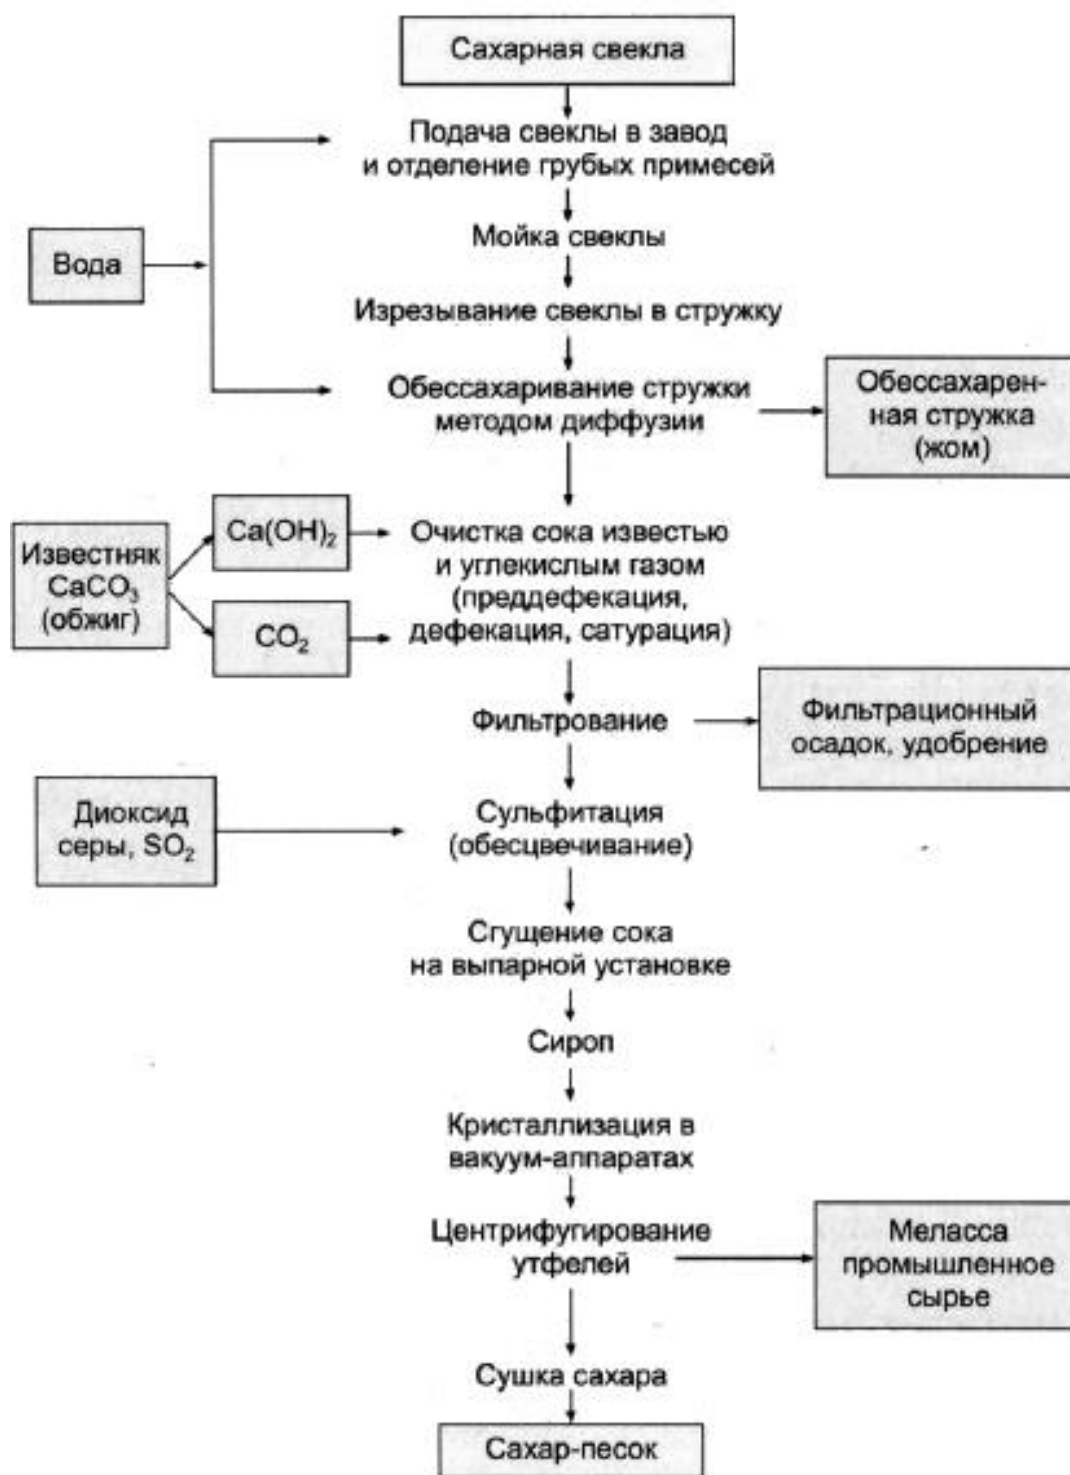 Сахарная свекла
Подача свеклы в завод
и отделение грубых примесей
Мойка свеклы
Вода
Изрезывание свеклы в стружку
Обессахаривание стружки
методом диффузии
Обессахарен-
ная стружка
(жом)
Известняк
CaCO₃
(обжиг)
Ca(OH)₂
CO₂
Очистка сока известью
и углекислым газом
(преддефекация,
дефекация, сатурация)
Фильтрование
Фильтрационный
осадок, удобрение
Диоксид
серы, SO₂
Сульфитация
(обесцвечивание)
Сгущение сока
на выпарной установке
Сироп
Кристаллизация в
вакуум-аппаратах
Центрифугирование
утфелей
Меласса
промышленное
сырье
Сушка сахара
Сахар-песок